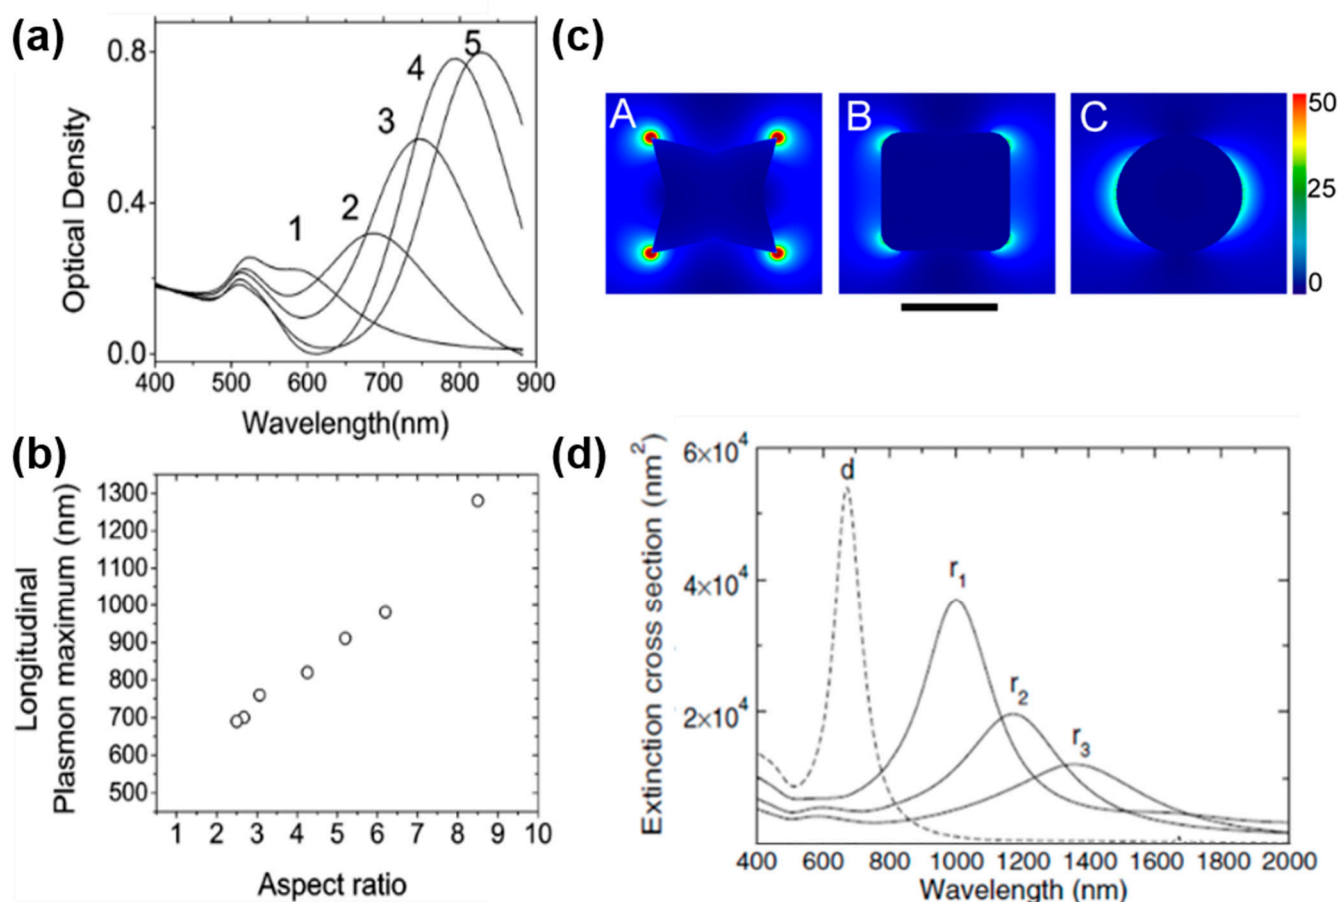 (a)
0.8
0.4
0.0
Optical Density
1
2
3
4
5
400 500 600 700 800 900
Wavelength(nm)
(c)
A
B
C
50
25
0
(b)
1300
1200
1100
1000
900
800
700
600
500
Longitudinal
Plasmon maximum (nm)
1 2 3 4 5 6 7 8 9 10
Aspect ratio
(d)
6×10⁴
4×10⁴
2×10⁴
Extinction cross section (nm²)
d
r₁
r₂
r₃
400 600 800 1000 1200 1400 1600 1800 2000
Wavelength (nm)